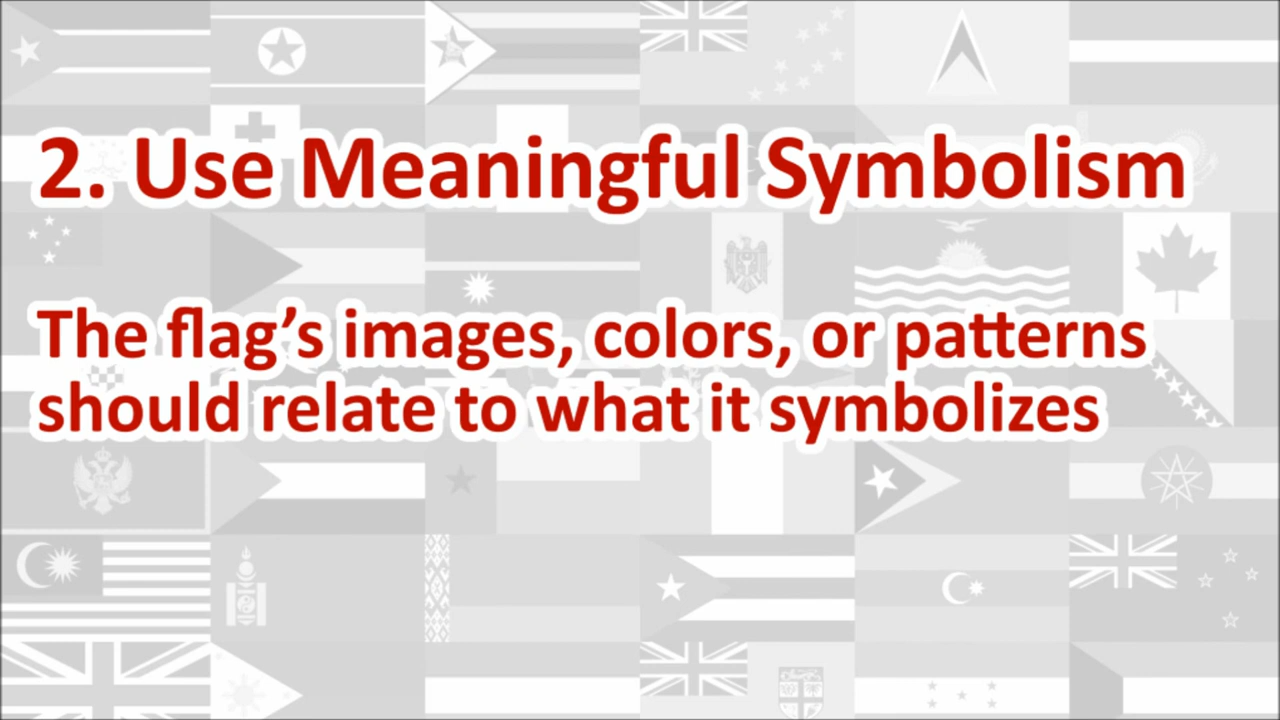 2. Use Meaningful Symbolism
The flag’s images, colors, or patterns
should relate to what it symbolizes